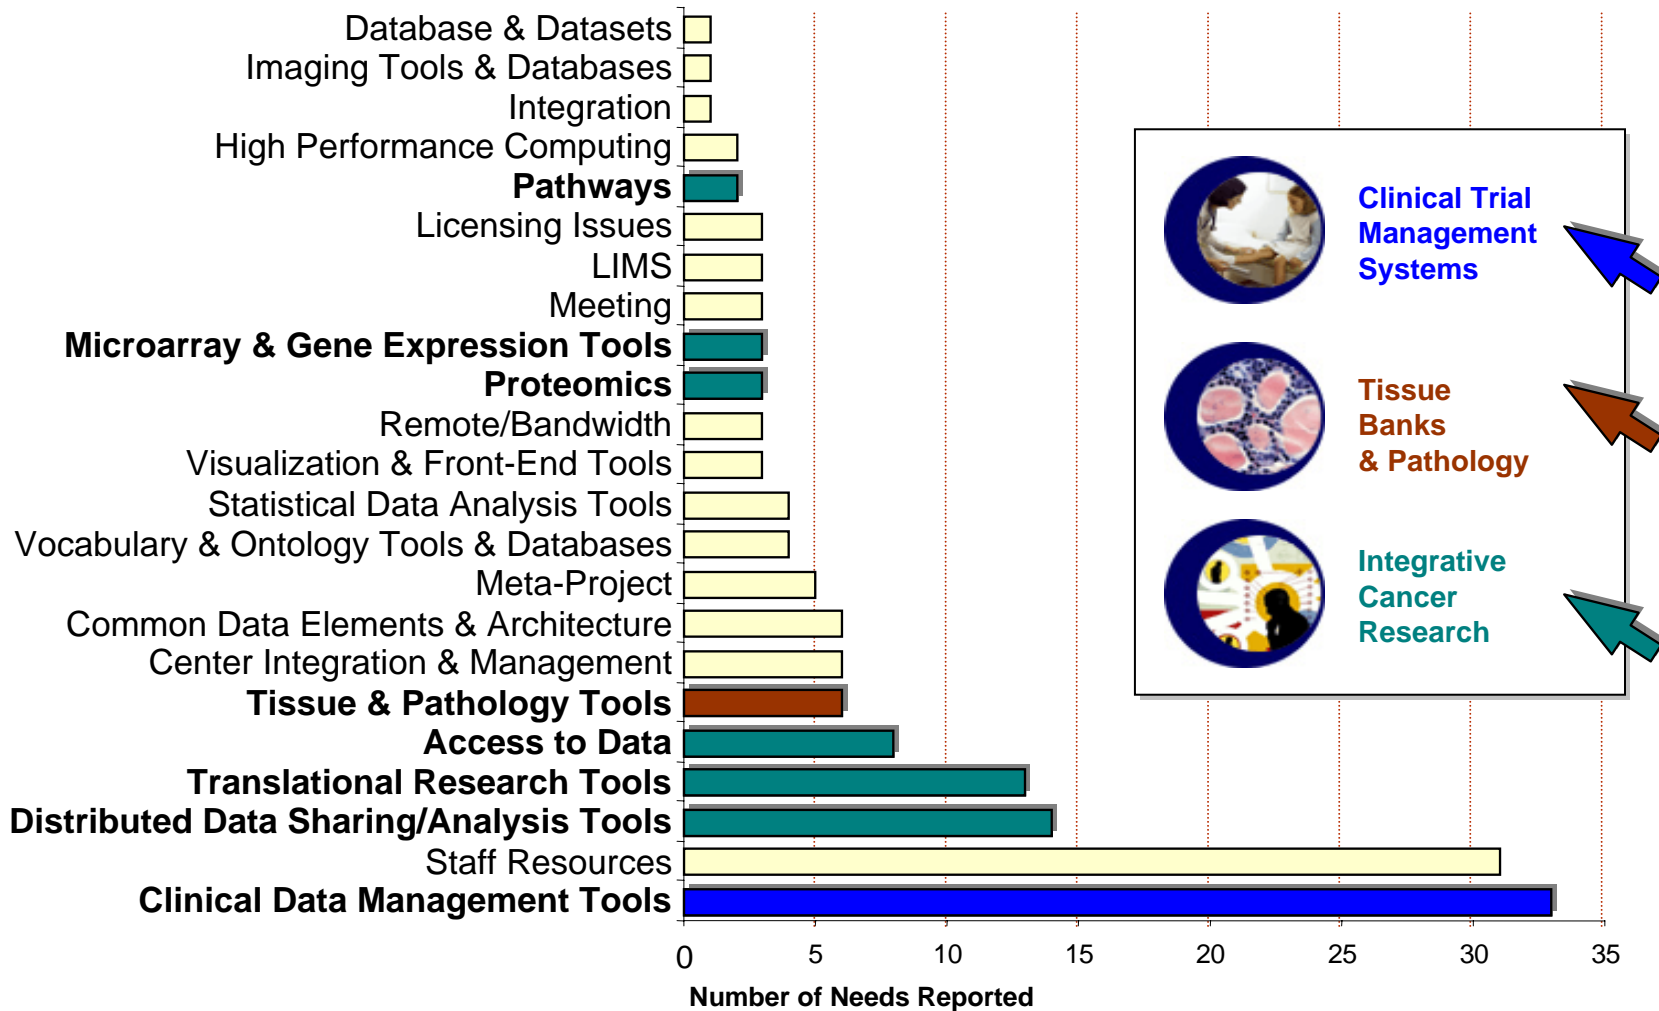 Database & Datasets
Imaging Tools & Databases
Integration
High Performance Computing
Pathways
Licensing Issues
LIMS
Meeting
Microarray & Gene Expression Tools
Proteomics
Remote/Bandwidth
Visualization & Front-End Tools
Statistical Data Analysis Tools
Vocabulary & Ontology Tools & Databases
Meta-Project
Common Data Elements & Architecture
Center Integration & Management
Tissue & Pathology Tools
Access to Data
Translational Research Tools
Distributed Data Sharing/Analysis Tools
Staff Resources
Clinical Data Management Tools
0 5 10 15 20 25 30 35
Number of Needs Reported
Clinical Trial
Management
Systems
Tissue
Banks
& Pathology
Integrative
Cancer
Research